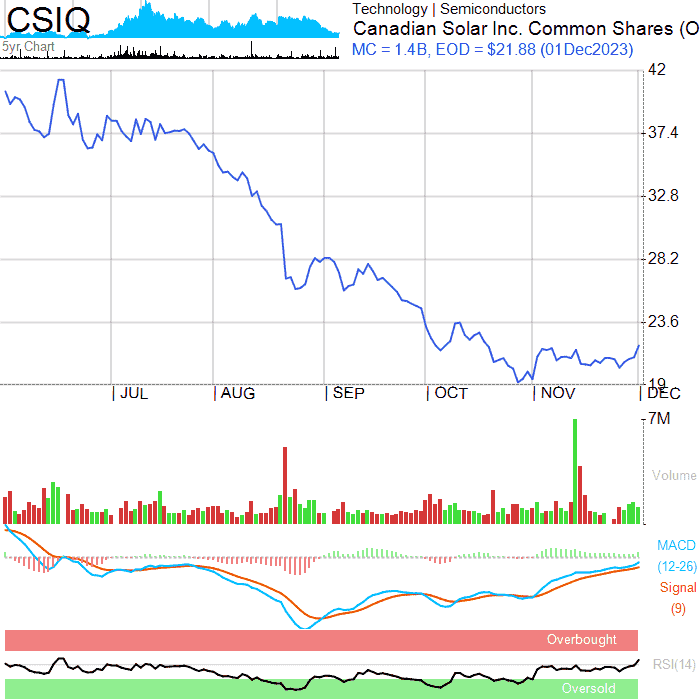 CSIQ
5yr Chart
Technology | Semiconductors
Canadian Solar Inc. Common Shares (O
MC = 1.4B, EOD = $21.88 (01Dec2023)
42
37.4
32.8
28.2
23.6
19
JUL AUG SEP OCT NOV DEC
7M
Volume
MACD
(12-26)
Signal
(9)
Overbought
RSI(14)
Oversold